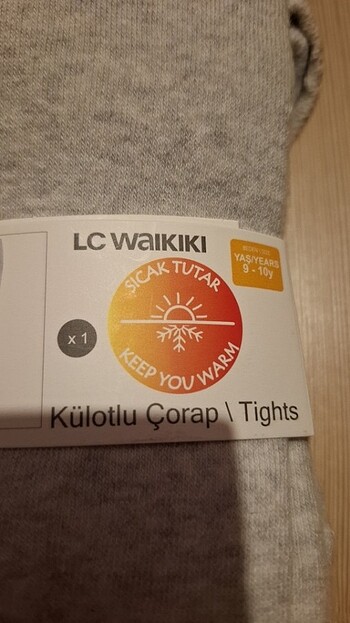 LC WAIKIKI
YAŞ/YEARS
9 - 10y
SICAK TUTAR
x 1
KEEP YOU WARM
Külotlu Çorap \ Tights